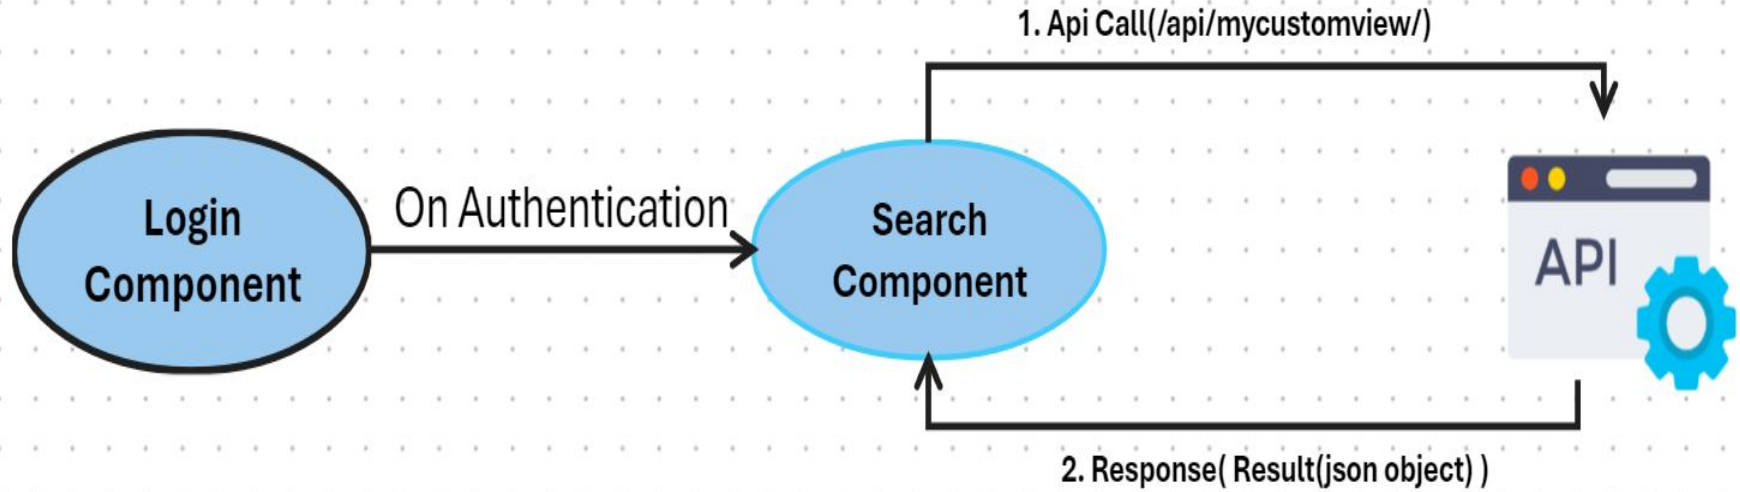 1. Api Call(/api/mycustomview/)
Login
Component
On Authentication
Search
Component
API
2. Response( Result(json object) )